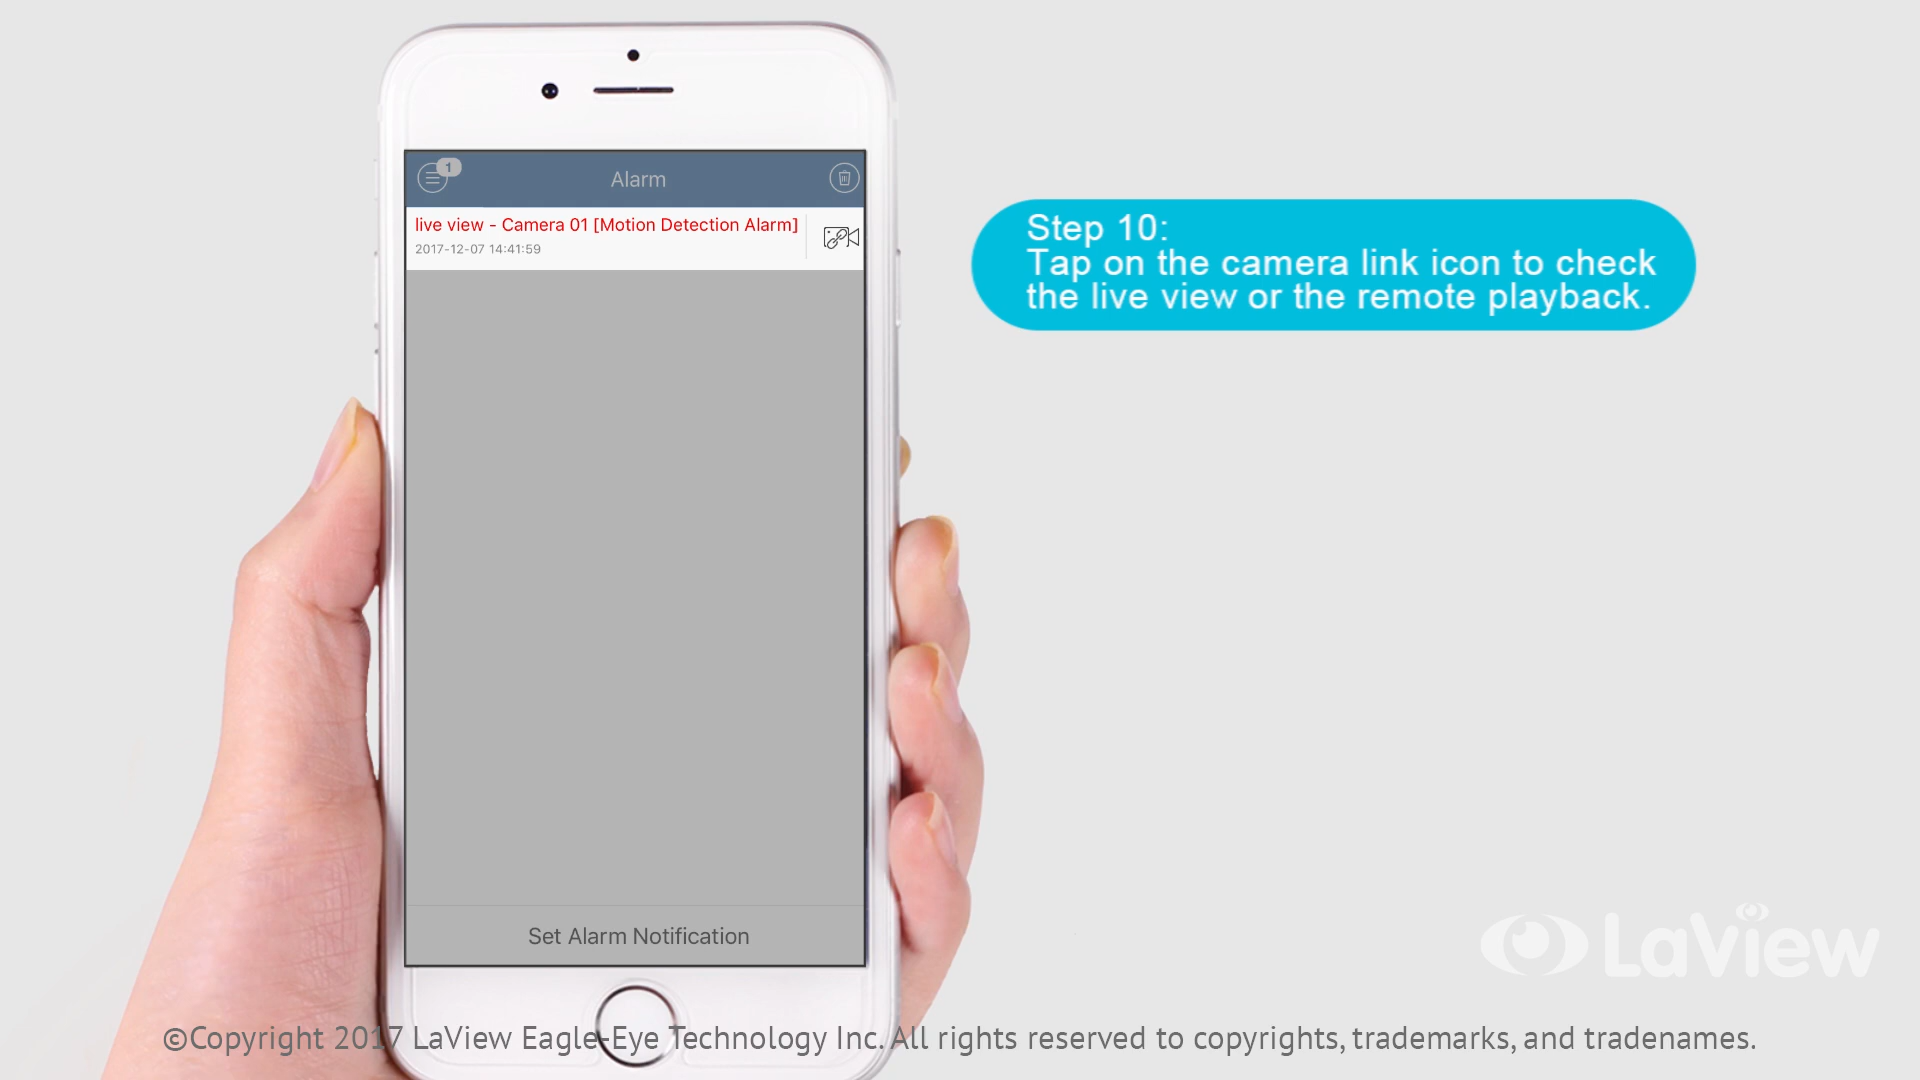 1
Alarm
live view - Camera 01 [Motion Detection Alarm]
2017-12-07 14:41:59
Step 10:
Tap on the camera link icon to check
the live view or the remote playback.
Set Alarm Notification
LaView
©Copyright 2017 LaView Eagle-Eye Technology Inc. All rights reserved to copyrights, trademarks, and tradenames.